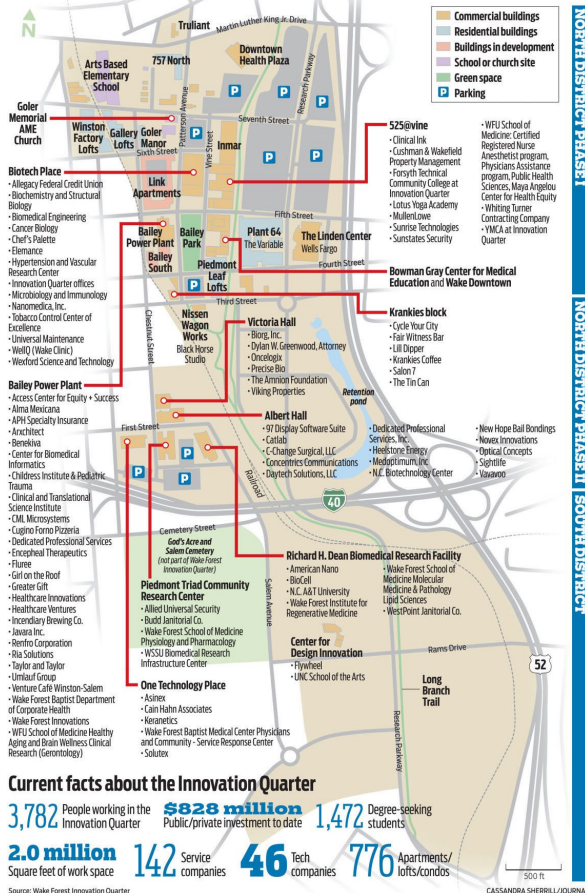 N
Truliant
Martin Luther King Jr. Drive
757 North
Downtown
Health Plaza
Research Parkway
Arts Based
Elementary
School
Commercial buildings
Residential buildings
Buildings in development
School or church site
Green space
P Parking
NORTH DISTRICT PHASE I
NORTH DISTRICT PHASE II
SOUTH DISTRICT
P
P
P
P
P
P
Goler
Memorial
AME
Church
Winston
Factory
Lofts
Gallery
Lofts
Goler
Manor
Patterson Avenue
Vine Street
Seventh Street
Sixth Street
Inmar
Link
Apartments
525@vine
• Clinical Ink
• Cushman & Wakefield
Property Management
• Forsyth Technical
Community College at
Innovation Quarter
• Lotus Yoga Academy
• MullenLowe
• Sunrise Technologies
• Sunstates Security
• WFU School of
Medicine: Certified
Registered Nurse
Anesthetist program,
Physicians Assistance
program, Public Health
Sciences, Maya Angelou
Center for Health Equity
• Whiting Turner
Contracting Company
• YMCA at Innovation
Quarter
Biotech Place
• Allegacy Federal Credit Union
• Biochemistry and Structural
Biology
• Biomedical Engineering
• Cancer Biology
• Chef's Palette
• Elemance
• Hypertension and Vascular
Research Center
• Innovation Quarter offices
• Microbiology and Immunology
• Nanomedica, Inc.
• Tobacco Control Center of
Excellence
• Universal Maintenance
• WellQ (Wake Clinic)
• Wexford Science and Technology
Fifth Street
Bailey
Power Plant
Bailey
Park
Bailey
South
Piedmont
Leaf
Lofts
Plant 64
The Variable
The Linden Center
Wells Fargo
Fourth Street
Bowman Gray Center for Medical
Education and Wake Downtown
P
Third Street
Chestnut Street
Nissen
Wagon
Works
Black Horse
Studio
Krankies block
• Cycle Your City
• Fair Witness Bar
• Lill Dipper
• Krankies Coffee
• Salon 7
• The Tin Can
Victoria Hall
• Biorg, Inc.
• Dylan W. Greenwood, Attorney
• Oncologix
• Precise Bio
• The Amnion Foundation
• Viking Properties
Retention
pond
Bailey Power Plant
• Access Center for Equity + Success
• Alma Mexicana
• APH Specialty Insurance
• Anchitect
• Benekiva
• Center for Biomedical
Informatics
• Childress Institute & Pediatric
Trauma
• Clinical and Translational
Science Institute
• CML Microsystems
• Cugino Forno Pizzeria
• Dedicated Professional Services
• Encepheal Therapeutics
• Fluree
• Girl on the Roof
• Greater Gift
• Healthcare Innovations
• Healthcare Ventures
• Incendiary Brewing Co.
• Javara Inc.
• Renfro Corporation
• Ria Solutions
• Taylor and Taylor
• Umlauf Group
• Venture Café Winston-Salem
• Wake Forest Baptist Department
of Corporate Health
• Wake Forest Innovations
• WFU School of Medicine Healthy
Aging and Brain Wellness Clinical
Research (Gerontology)
Albert Hall
• 97 Display Software Suite
• Catlab
• C-Change Surgical, LLC
• Concentrics Communications
• Daytech Solutions, LLC
• Dedicated Professional
Services, Inc.
• Heelstone Energy
• Medoptimum, Inc
• N.C. Biotechnology Center
• New Hope Bail Bondings
• Novex Innovations
• Optical Concepts
• Sightlife
• Vavavoo
First Street
P
P
P
Railroad
40
Cemetery Street
God's Acre and
Salem Cemetery
(not part of Wake Forest
Innovation Quarter)
Salem Avenue
Richard H. Dean Biomedical Research Facility
• American Nano
• BioCell
• N.C. A&T University
• Wake Forest Institute for
Regenerative Medicine
• Wake Forest School of
Medicine Molecular
Medicine & Pathology
Lipid Sciences
• WestPoint Janitorial Co.
Piedmont Triad Community
Research Center
• Allied Universal Security
• Budd Janitorial Co.
• Wake Forest School of Medicine
Physiology and Pharmacology
• WSSU Biomedical Research
Infrastructure Center
Center for
Design Innovation
• Flywheel
• UNC School of the Arts
Rams Drive
52
Long
Branch
Trail
Research Parkway
One Technology Place
• Asinex
• Cain Hahn Associates
• Keranetics
• Wake Forest Baptist Medical Center Physicians
and Community - Service Response Center
• Solutex
Current facts about the Innovation Quarter
3,782 People working in the
Innovation Quarter
$828 million
Public/private investment to date
1,472 Degree-seeking
students
2.0 million
Square feet of work space
142 Service
companies
46 Tech
companies
776 Apartments/
lofts/condos
500 ft
Source: Wake Forest Innovation Quarter
CASSANDRA SHERRILL/JOURNAL